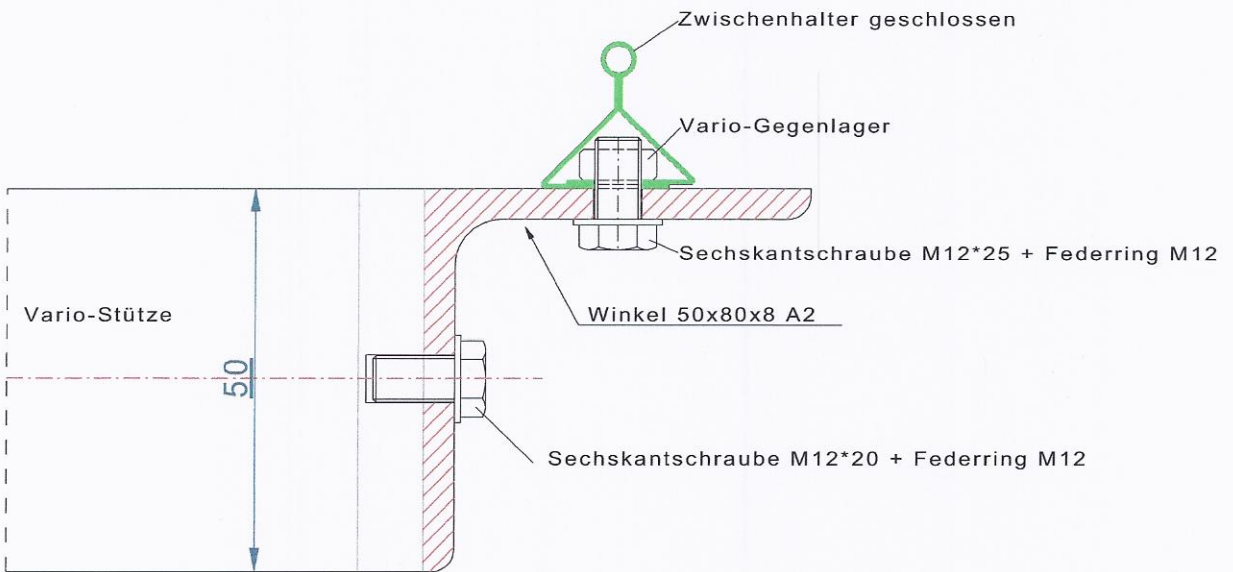 Zwischenhalter geschlossen
Vario-Gegenlager
Sechskantschraube M12*25 + Federring M12
Vario-Stütze
Winkel 50x80x8 A2
50
Sechskantschraube M12*20 + Federring M12